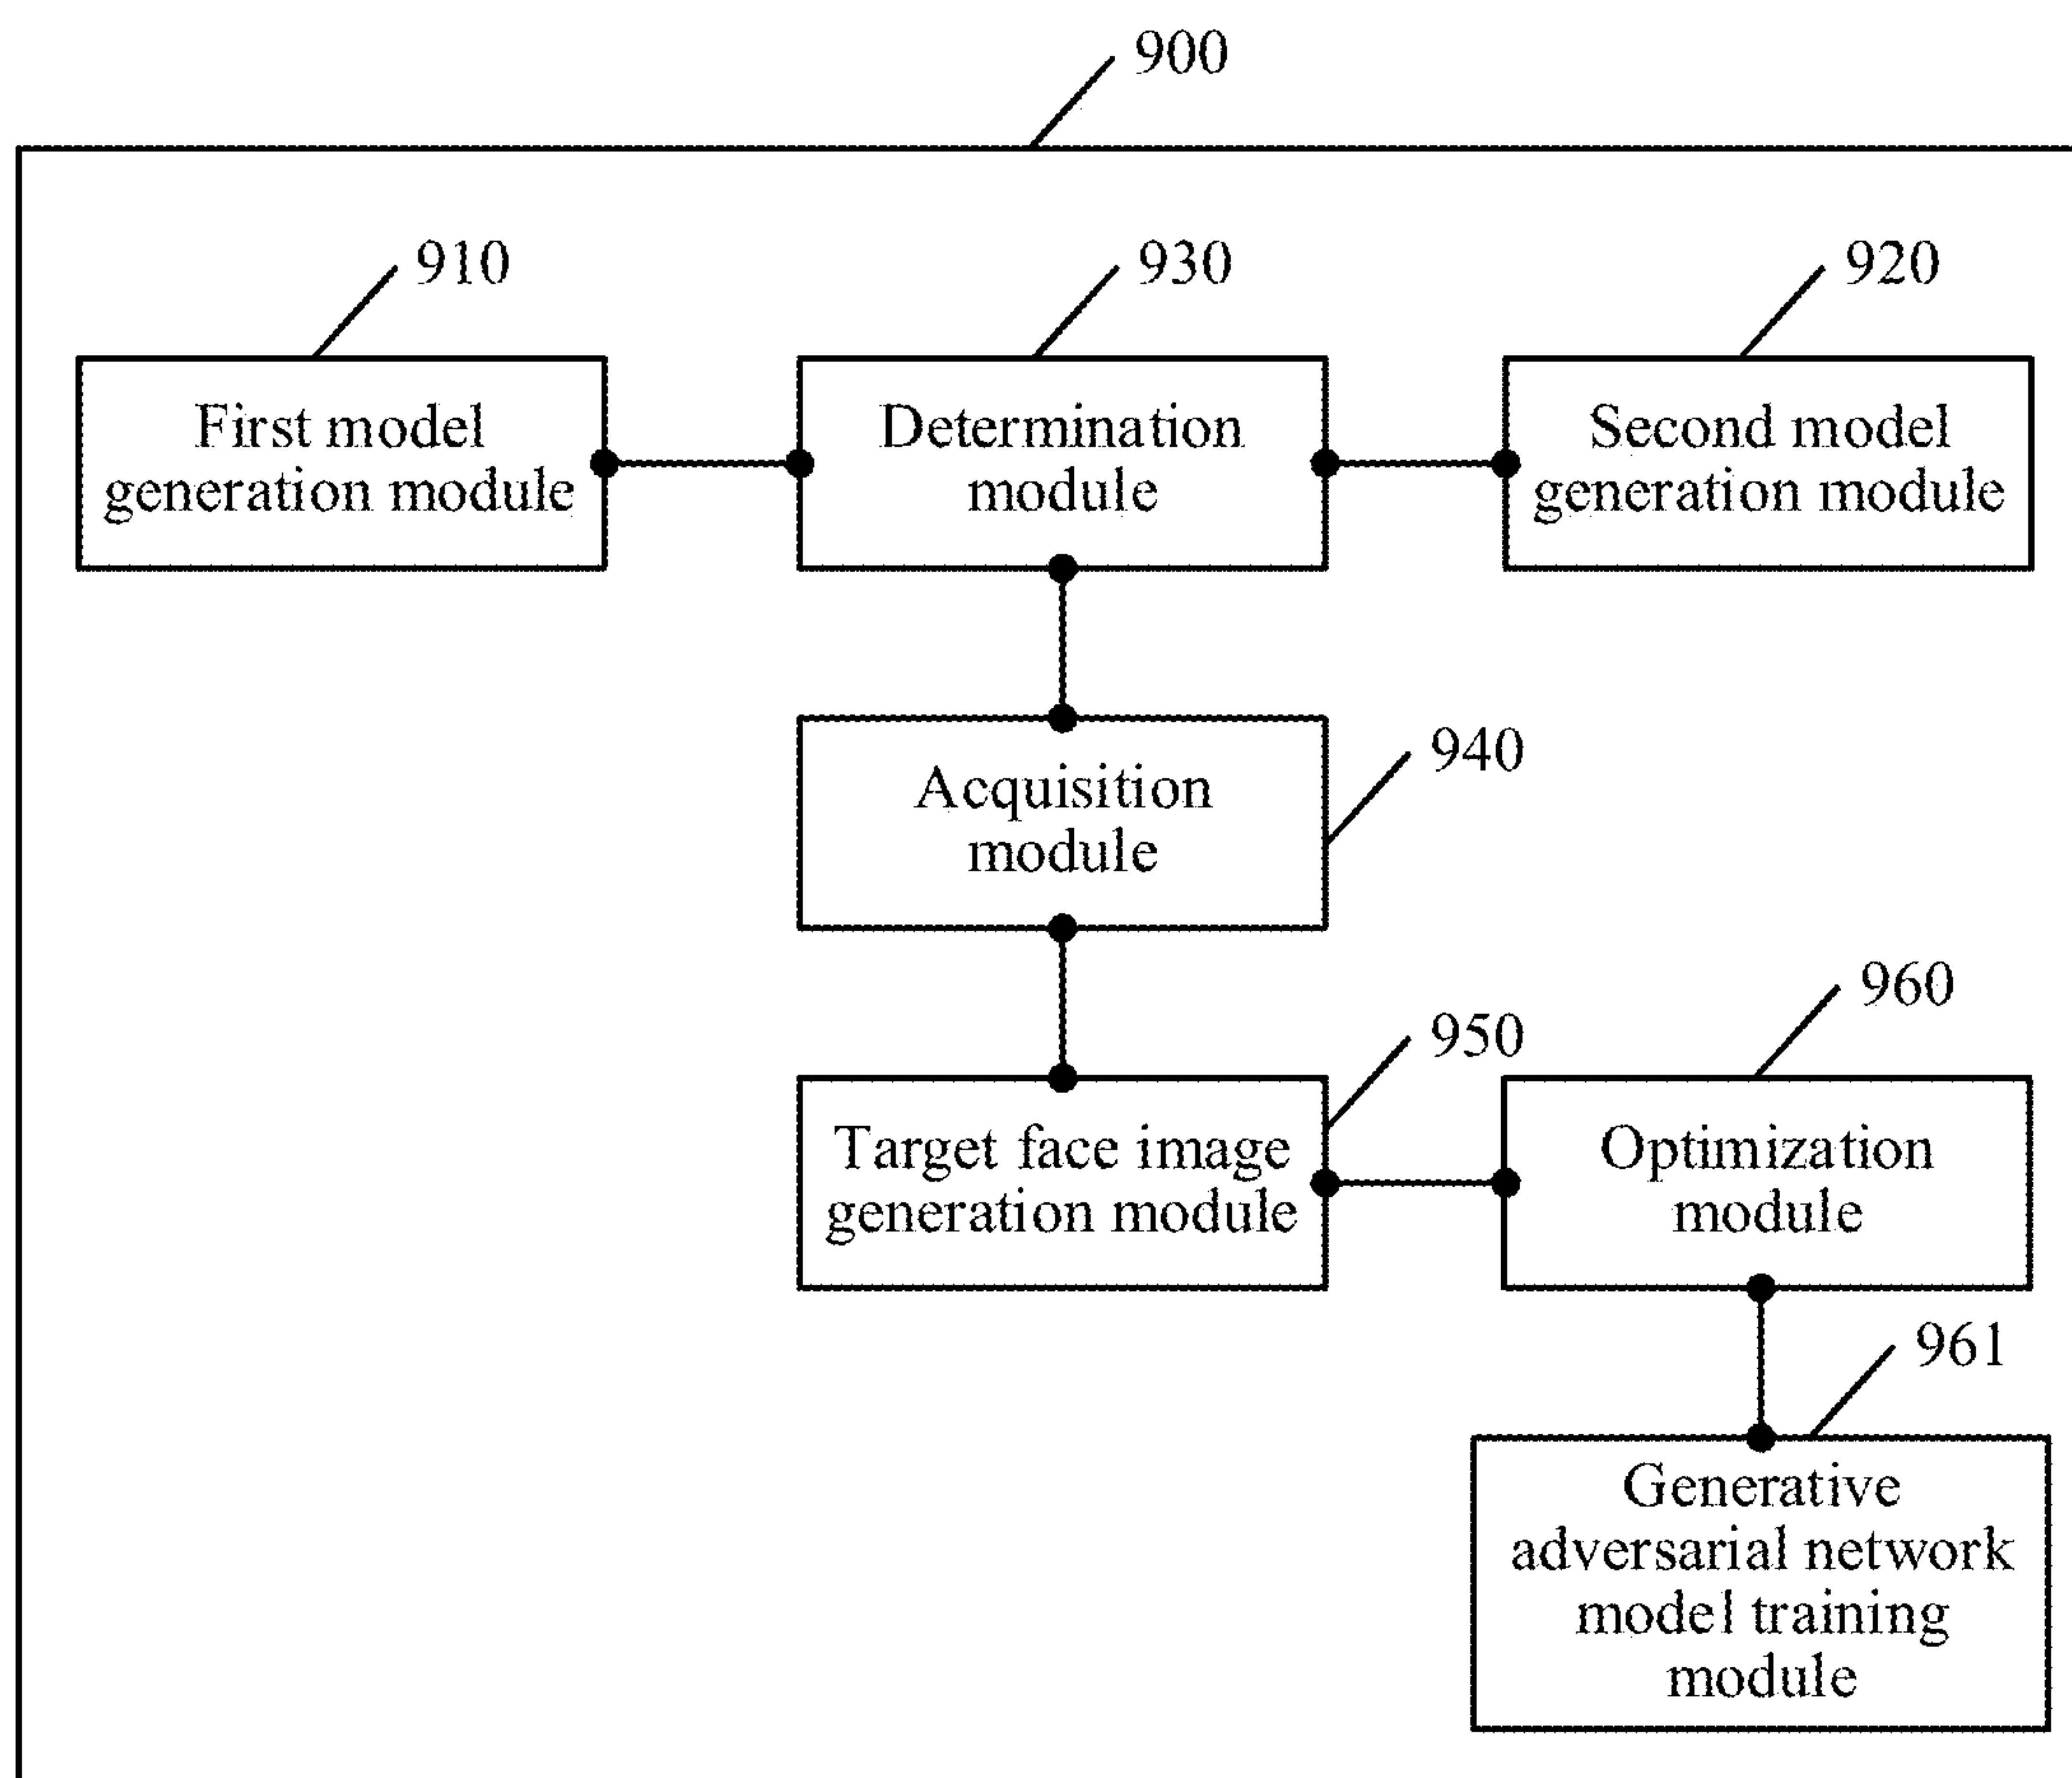 900
910
930
920
First model
generation module
Determination
module
Second model
generation module
940
Acquisition
module
950
960
Target face image
generation module
Optimization
module
961
Generative
adversarial network
model training
module